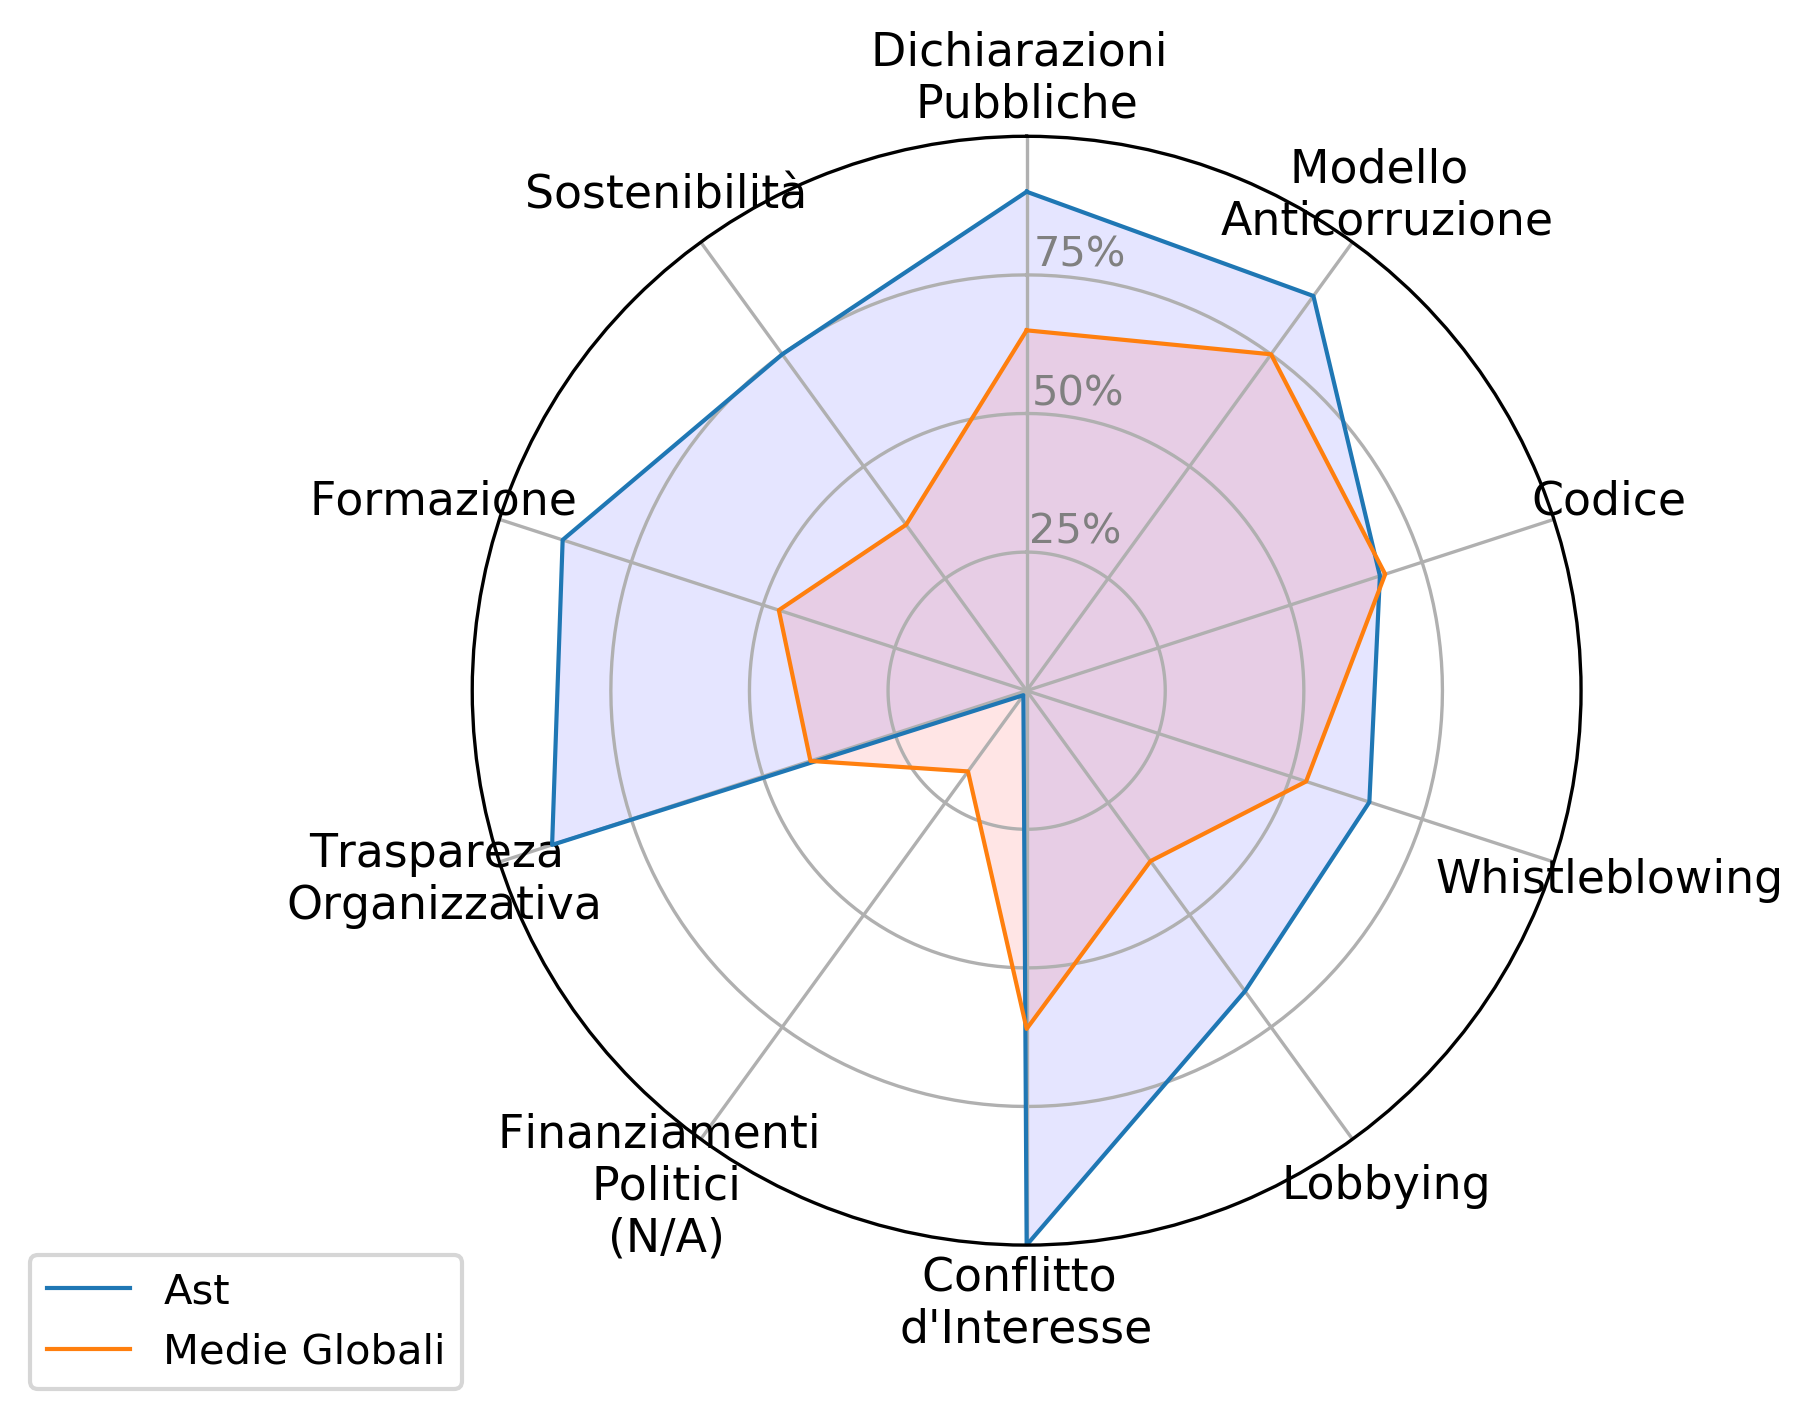 Dichiarazioni
Pubbliche
Modello
Anticorruzione
Sostenibilità
75%
50%
Formazione
Codice
25%
Traspareza
Organizzativa
Whistleblowing
Finanziamenti
Politici
(N/A)
Lobbying
Conflitto
d'Interesse
Ast
Medie Globali